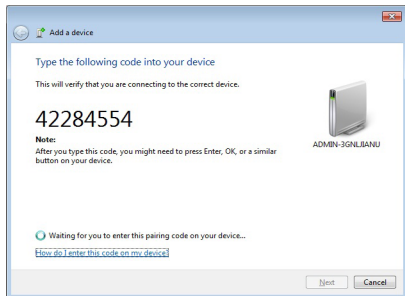 Add a device
Type the following code into your device
This will verify that you are connecting to the correct device.
42284554
Note:
After you type this code, you might need to press Enter, OK, or a similar
button on your device.
ADMIN-3GNLJIANU
Waiting for you to enter this pairing code on your device...
How do I enter this code on my device?
Next
Cancel